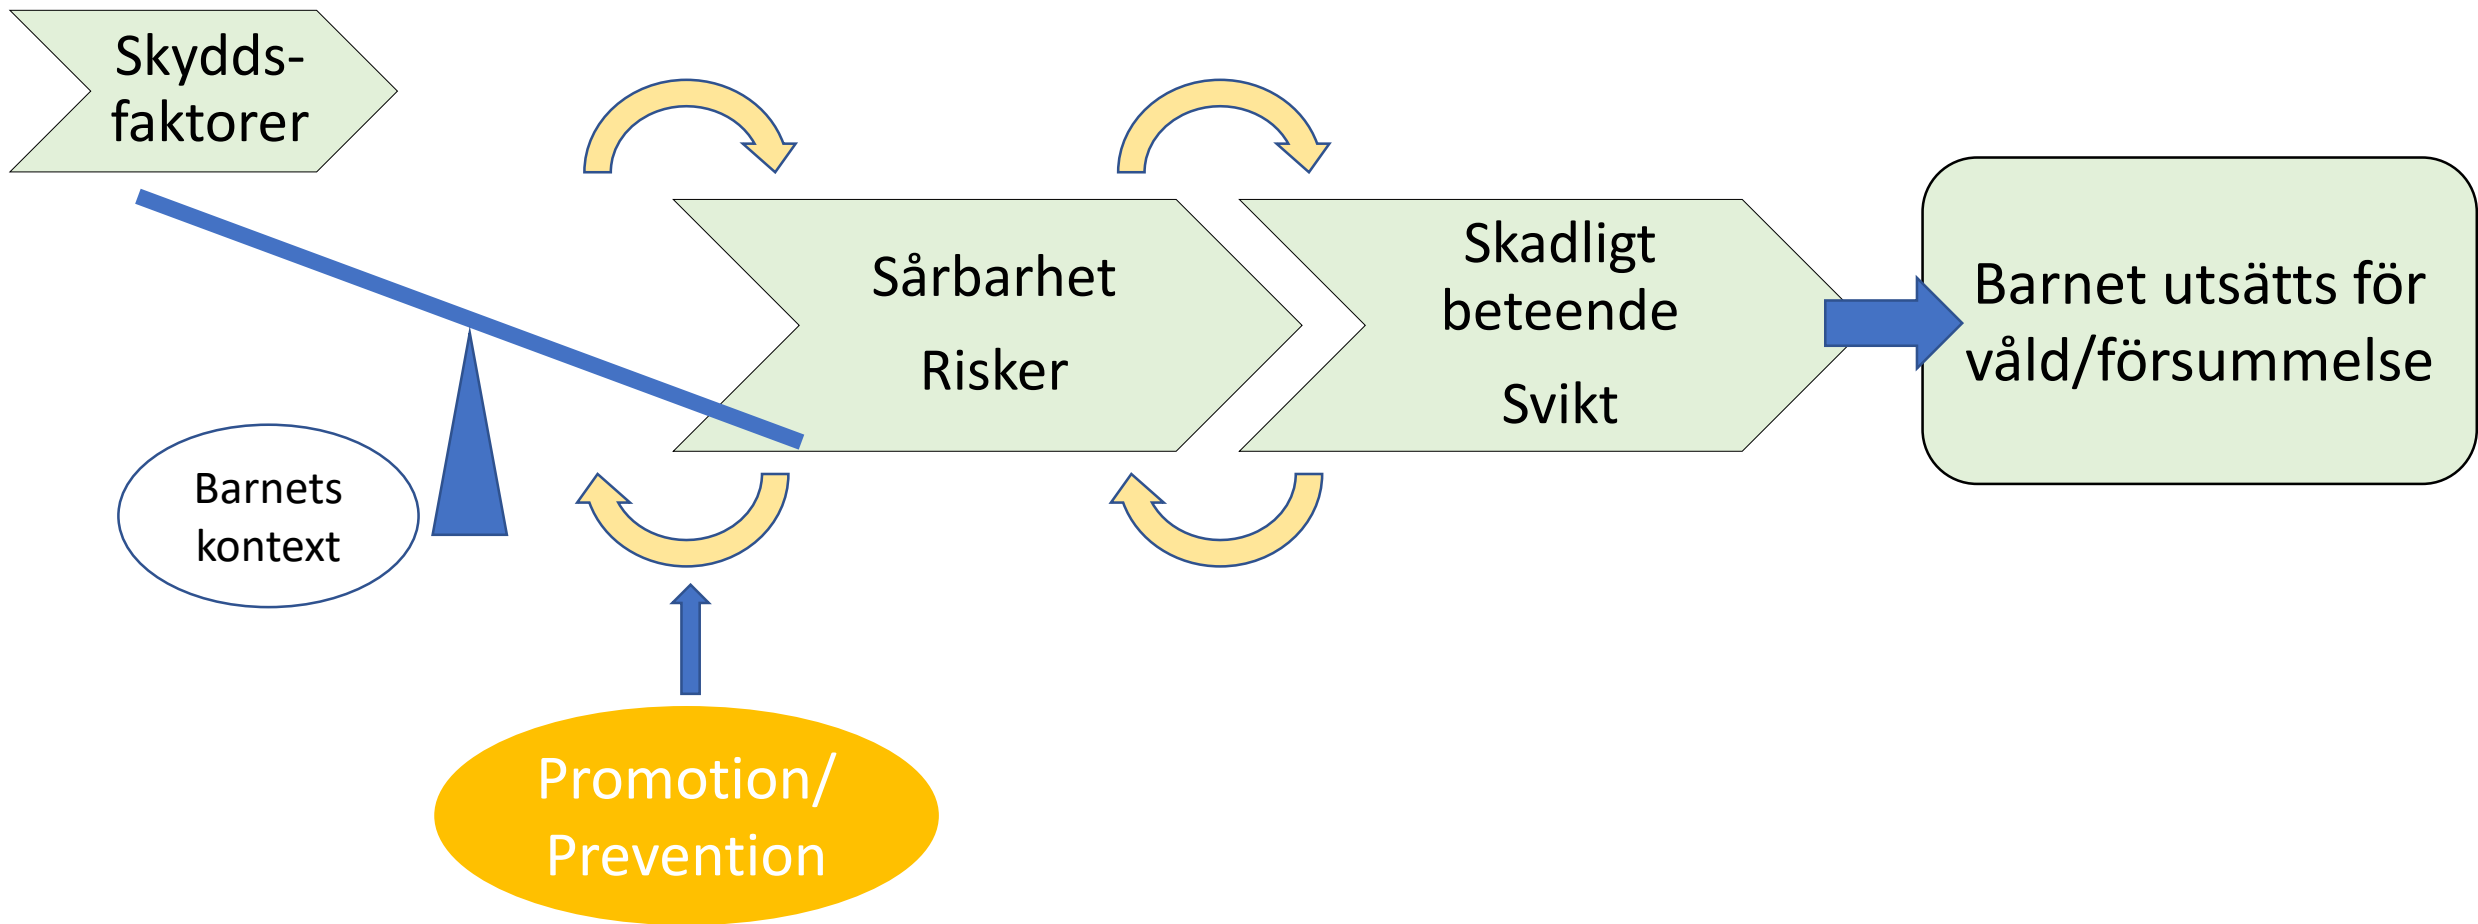 Skydds-
faktorer
Sårbarhet
Risker
Skadligt
beteende
Svikt
Barnet utsätts för
våld/försummelse
Barnets
kontext
Promotion/
Prevention